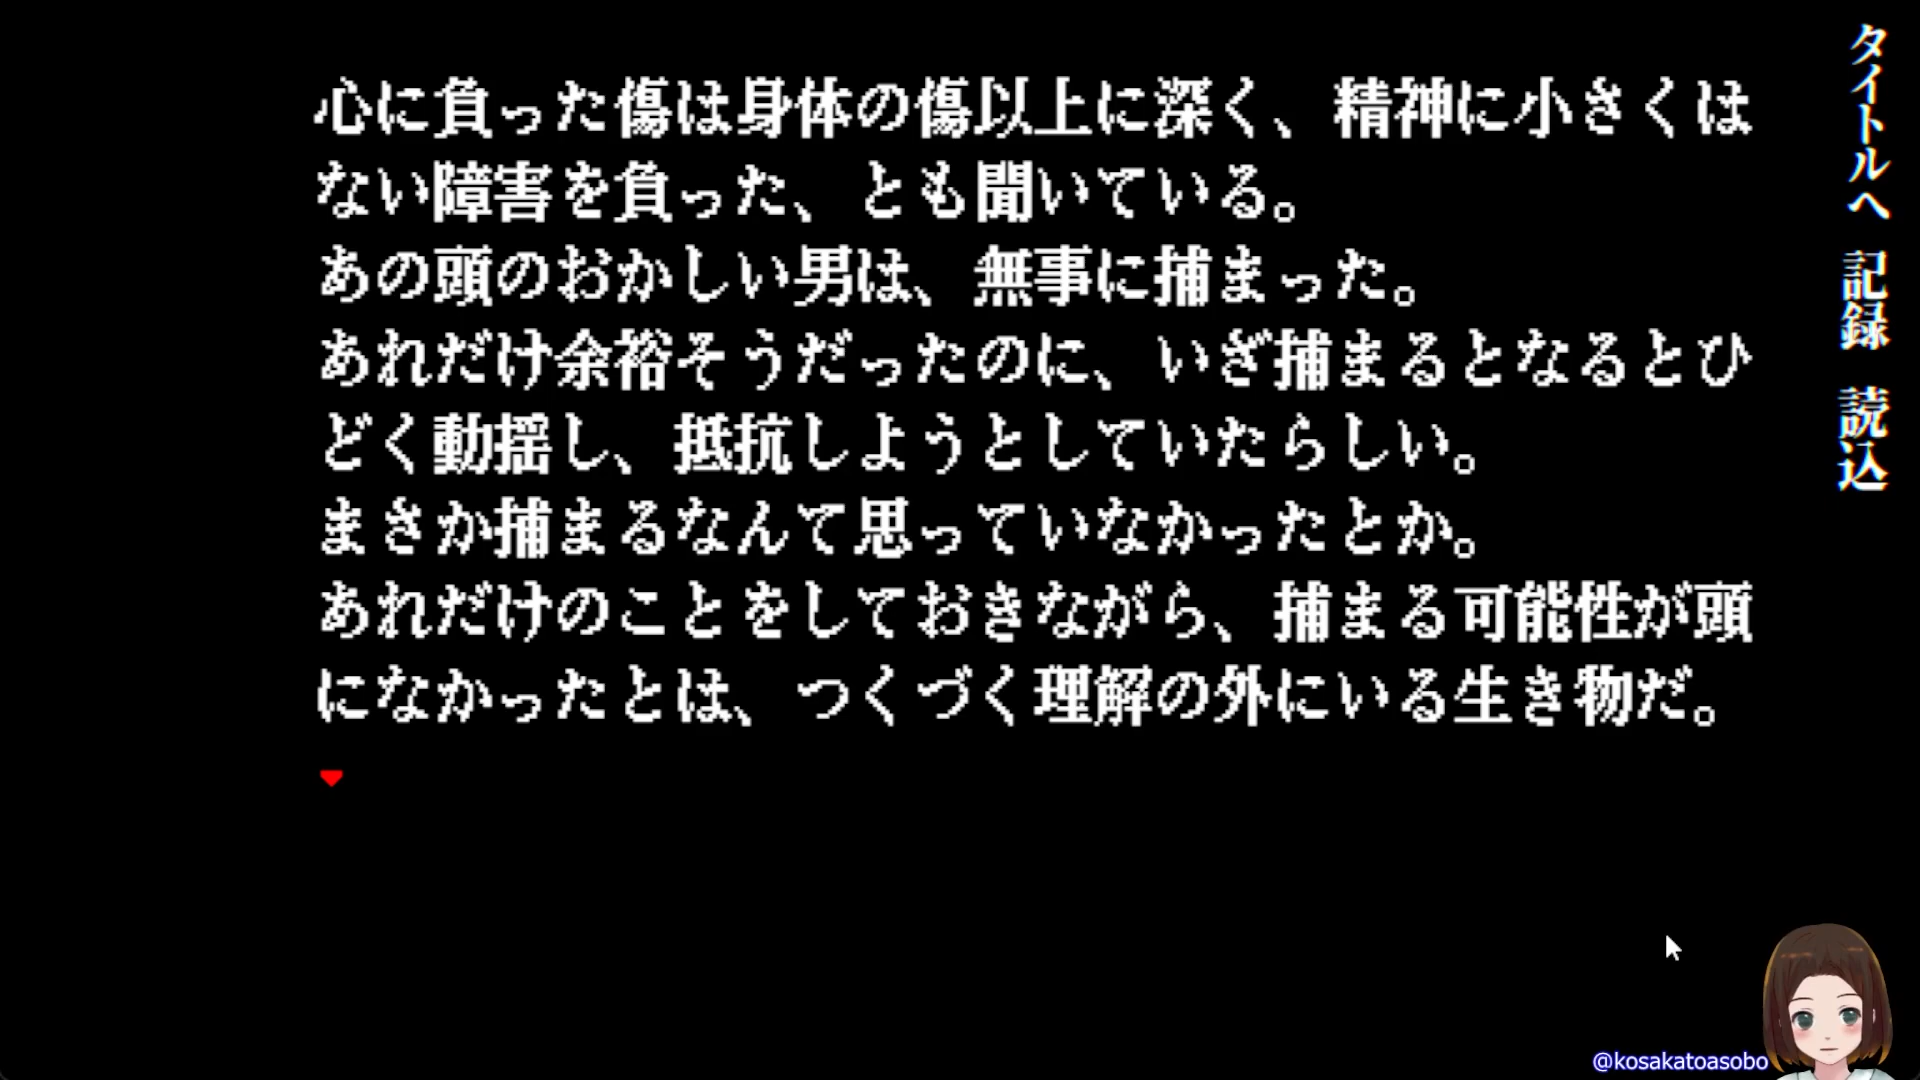 心に負った傷は身体の傷以上に深く、精神に小さくは
ない障害を負った、とも聞いている。
あの頭のおかしい男は、無事に捕まった。
あれだけ余裕そうだったのに、いざ捕まるとなるとひ
どく動揺し、抵抗しようとしていたらしい。
まさか捕まるなんて思っていなかったとか。
あれだけのことをしておきながら、捕まる可能性が頭
になかったとは、つくづく理解の外にいる生き物だ。
タイトルへ 記録 読込
@kosakatoasobo